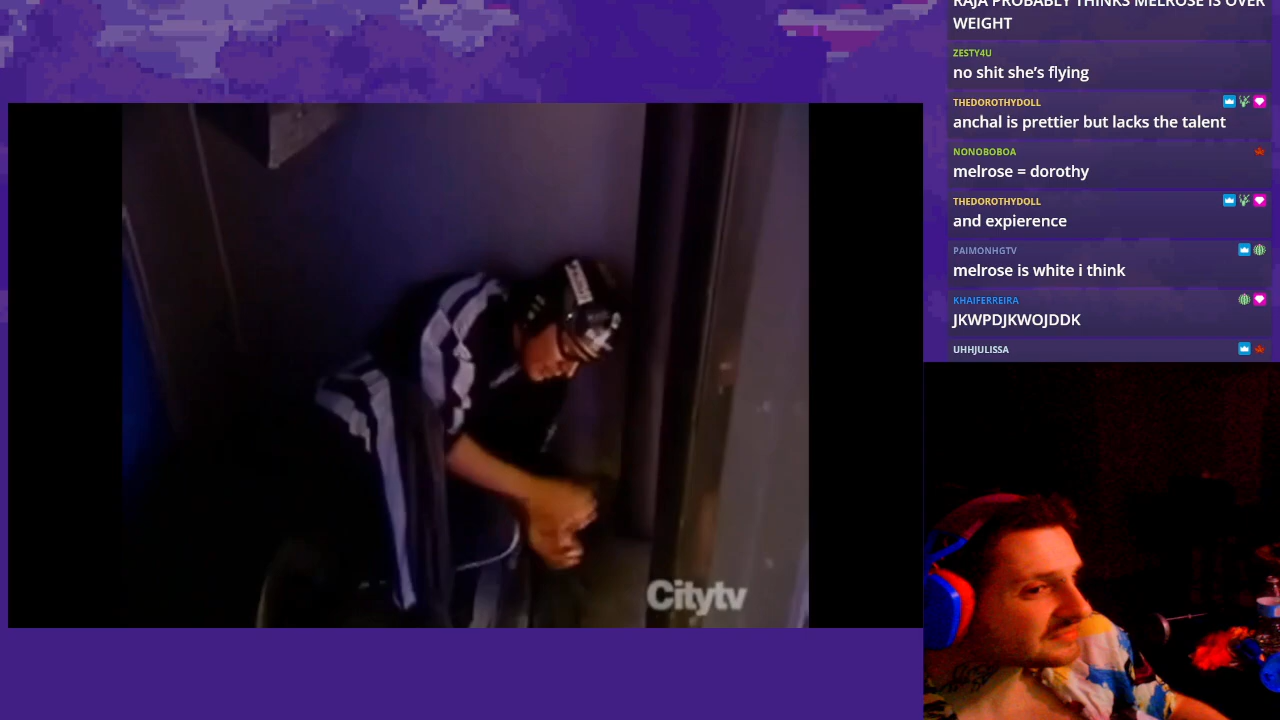 RAJA PROBABLY THINKS MELROSE IS OVER
WEIGHT
ZESTY4U
no shit she's flying
THEDOROTHYDOLL
anchal is prettier but lacks the talent
NONOBOBOA
melrose = dorothy
THEDOROTHYDOLL
and expierence
PAIMONHGTV
melrose is white i think
KHAIFERREIRA
JKWPDJKWOJDDK
UHHJULISSA
Citytv